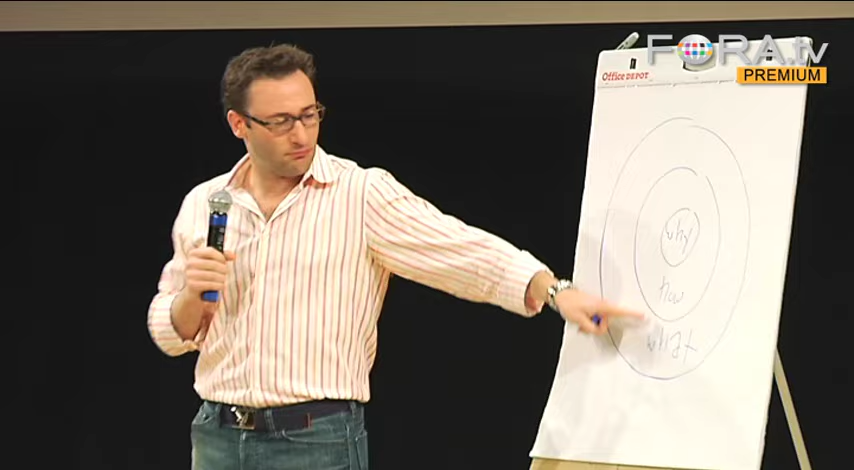 FORA.tv
PREMIUM
Office DEPOT
why
how
what